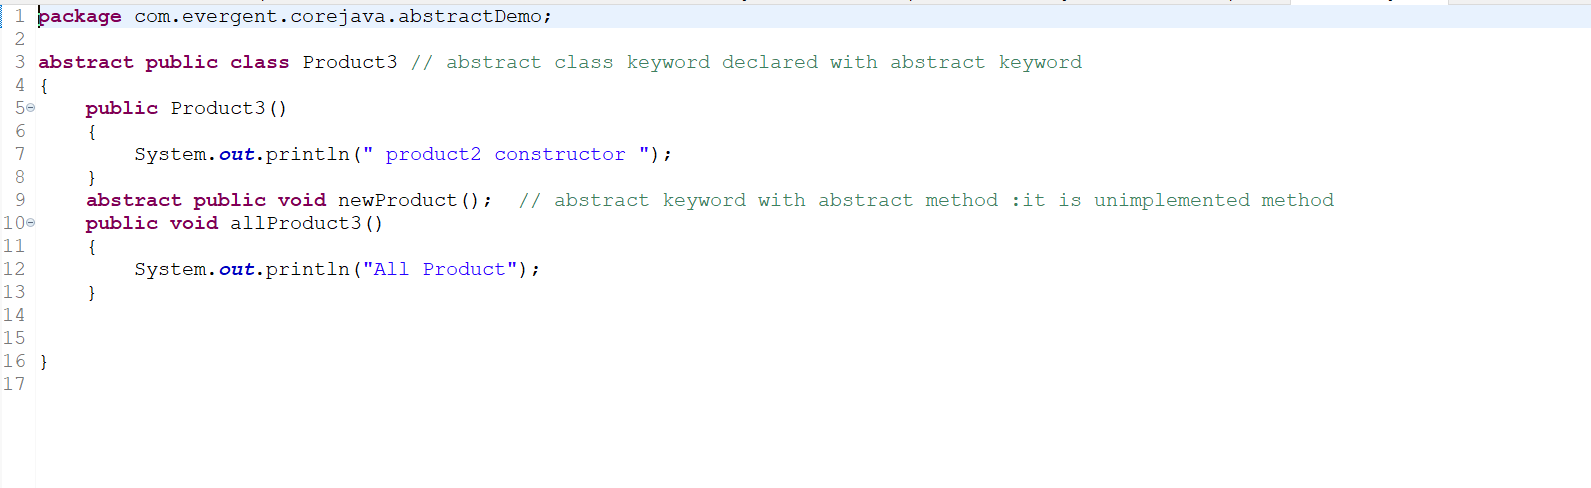 1 package com.evergent.corejava.abstractDemo;
2
3 abstract public class Product3 // abstract class keyword declared with abstract keyword
4 {
5 public Product3()
6 {
7 System.out.println(" product2 constructor ");
8 }
9 abstract public void newProduct(); // abstract keyword with abstract method :it is unimplemented method
10 public void allProduct3()
11 {
12 System.out.println("All Product");
13 }
14
15
16 }
17